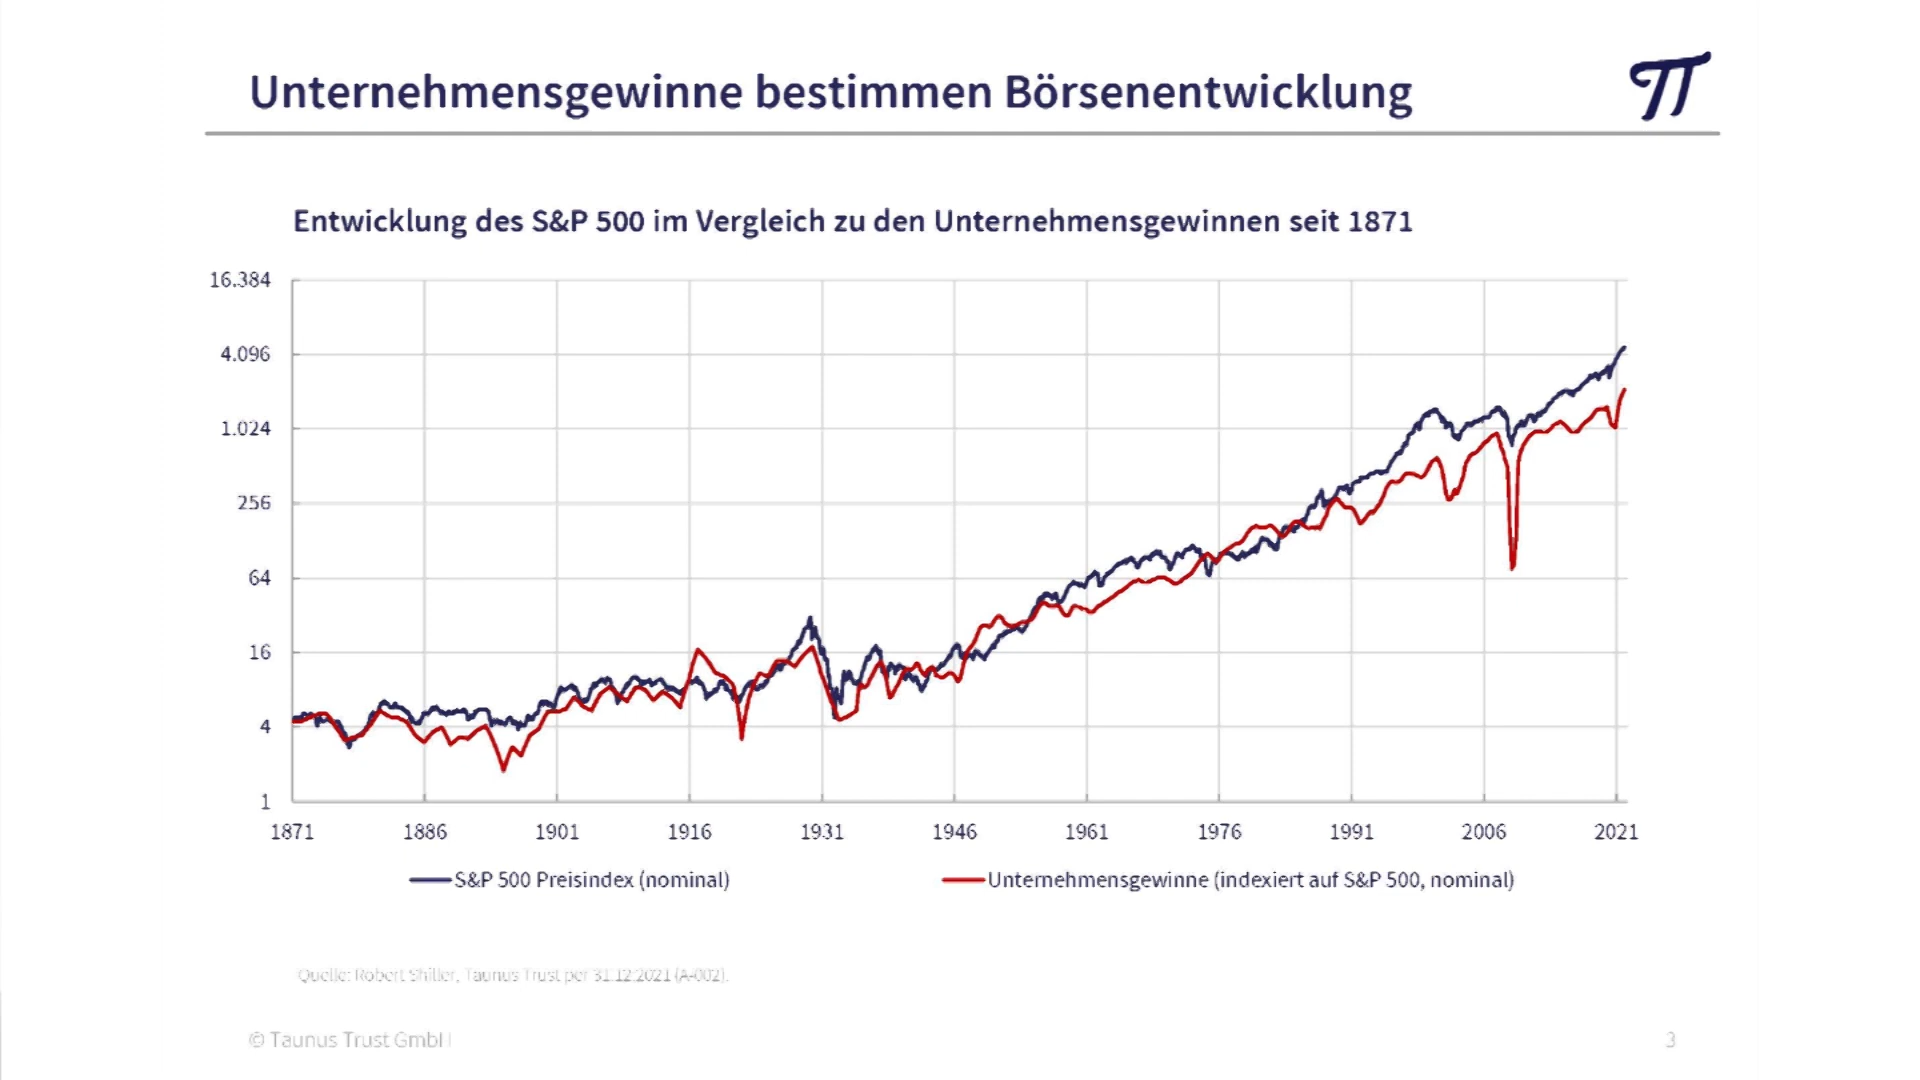 Unternehmensgewinne bestimmen Börsenentwicklung
Entwicklung des S&P 500 im Vergleich zu den Unternehmensgewinnen seit 1871
16.384
4.096
1.024
256
64
16
4
1
1871 1886 1901 1916 1931 1946 1961 1976 1991 2006 2021
S&P 500 Preisindex (nominal) Unternehmensgewinne (indexiert auf S&P 500, nominal)
Quelle: Robert Shiller, Taunus Trust per 31.12.2021 (A-002).
© Taunus Trust GmbH 3